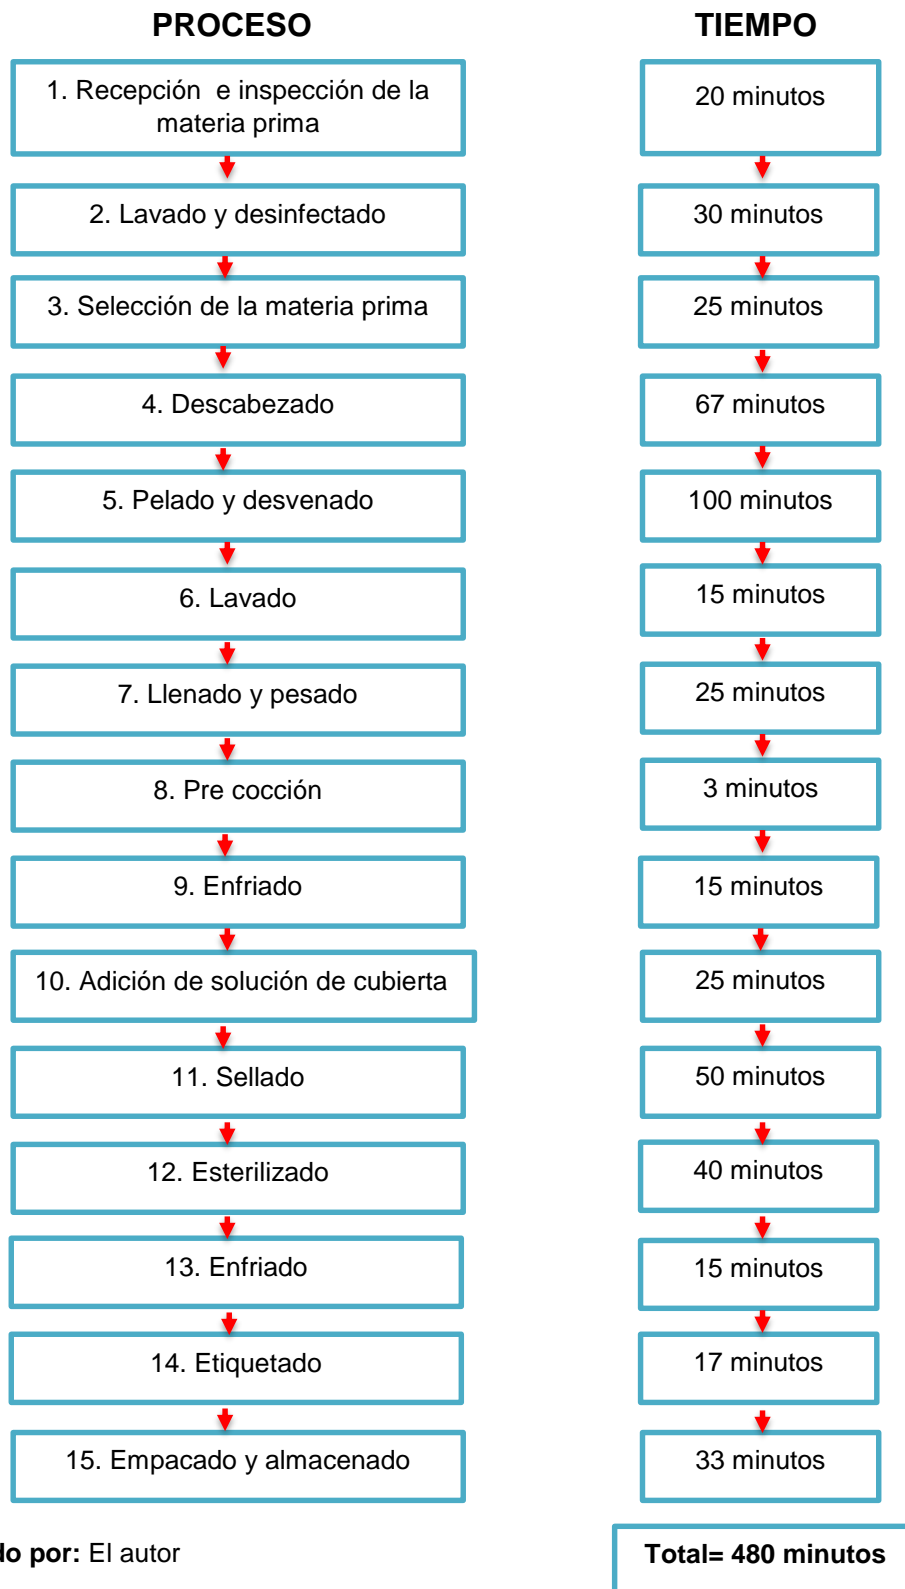 PROCESO TIEMPO
1. Recepción e inspección de la
materia prima
20 minutos
2. Lavado y desinfectado
30 minutos
3. Selección de la materia prima
25 minutos
4. Descabezado
67 minutos
5. Pelado y desvenado
100 minutos
6. Lavado
15 minutos
7. Llenado y pesado
25 minutos
8. Pre cocción
3 minutos
9. Enfriado
15 minutos
10. Adición de solución de cubierta
25 minutos
11. Sellado
50 minutos
12. Esterilizado
40 minutos
13. Enfriado
15 minutos
14. Etiquetado
17 minutos
15. Empacado y almacenado
33 minutos
do por: El autor
Total= 480 minutos